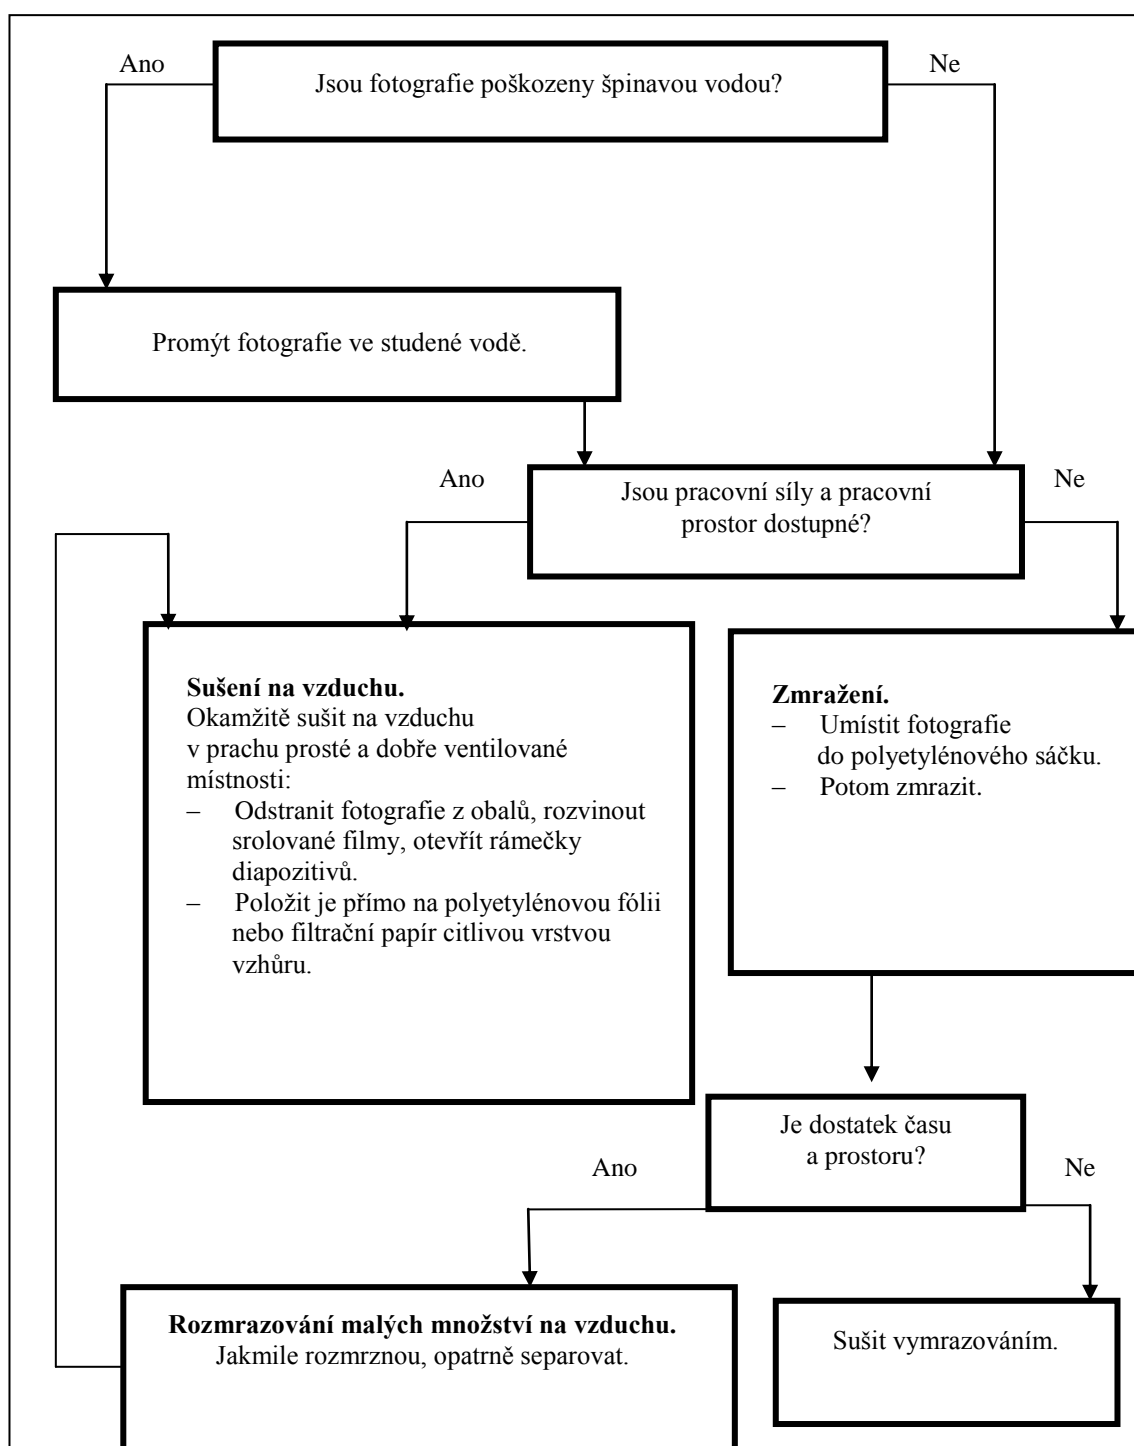 Ano
Jsou fotografie poškozeny špinavou vodou?
Ne
Promýt fotografie ve studené vodě.
Ano
Jsou pracovní síly a pracovní
prostor dostupné?
Ne
Sušení na vzduchu.
Okamžitě sušit na vzduchu
v prachu prosté a dobře ventilované
místnosti:
– Odstranit fotografie z obalů, rozvinout
srolované filmy, otevřít rámečky
diapozitivů.
– Položit je přímo na polyetylénovou fólii
nebo filtrační papír citlivou vrstvou
vzhůru.
Zmražení.
– Umístit fotografie
do polyetylénového sáčku.
– Potom zmrazit.
Je dostatek času
a prostoru?
Ano
Ne
Rozmrazování malých množství na vzduchu.
Jakmile rozmrznou, opatrně separovat.
Sušit vymrazováním.